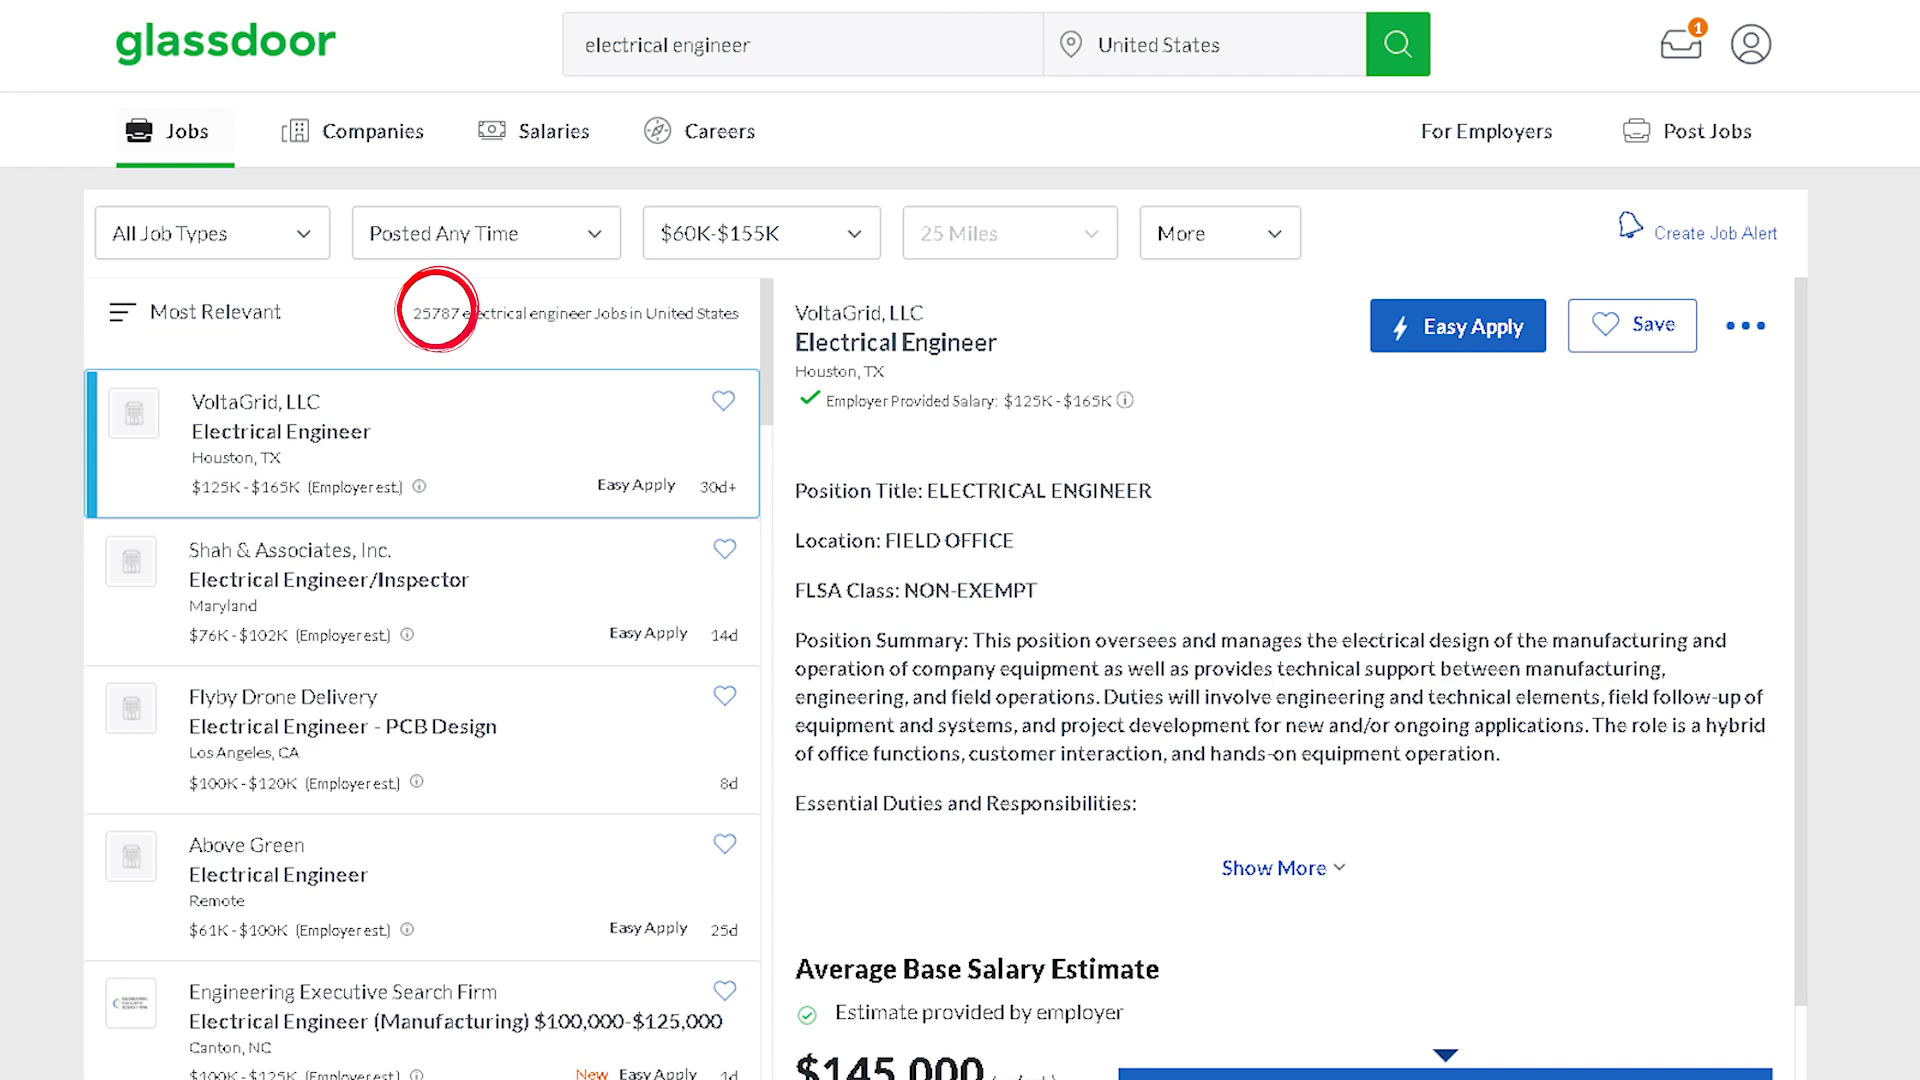 glassdoor
electrical engineer
United States
1
Jobs
Companies
Salaries
Careers
For Employers
Post Jobs
All Job Types
Posted Any Time
$60K-$155K
25 Miles
More
Create Job Alert
Most Relevant
25787 electrical engineer Jobs in United States
VoltaGrid, LLC
Electrical Engineer
Houston, TX
$125K - $165K (Employer est.)
Easy Apply
30d+
Shah & Associates, Inc.
Electrical Engineer/Inspector
Maryland
$76K - $102K (Employer est.)
Easy Apply
14d
Flyby Drone Delivery
Electrical Engineer - PCB Design
Los Angeles, CA
$100K - $120K (Employer est.)
8d
Above Green
Electrical Engineer
Remote
$61K - $100K (Employer est.)
Easy Apply
25d
Engineering Executive Search Firm
Electrical Engineer (Manufacturing) $100,000-$125,000
Canton, NC
$100K - $125K (Employer est.)
New
Easy Apply
1d
VoltaGrid, LLC
Electrical Engineer
Houston, TX
Employer Provided Salary: $125K - $165K
Easy Apply
Save
Position Title: ELECTRICAL ENGINEER
Location: FIELD OFFICE
FLSA Class: NON-EXEMPT
Position Summary: This position oversees and manages the electrical design of the manufacturing and
operation of company equipment as well as provides technical support between manufacturing,
engineering, and field operations. Duties will involve engineering and technical elements, field follow-up of
equipment and systems, and project development for new and/or ongoing applications. The role is a hybrid
of office functions, customer interaction, and hands-on equipment operation.
Essential Duties and Responsibilities:
Show More
Average Base Salary Estimate
Estimate provided by employer
$145,000